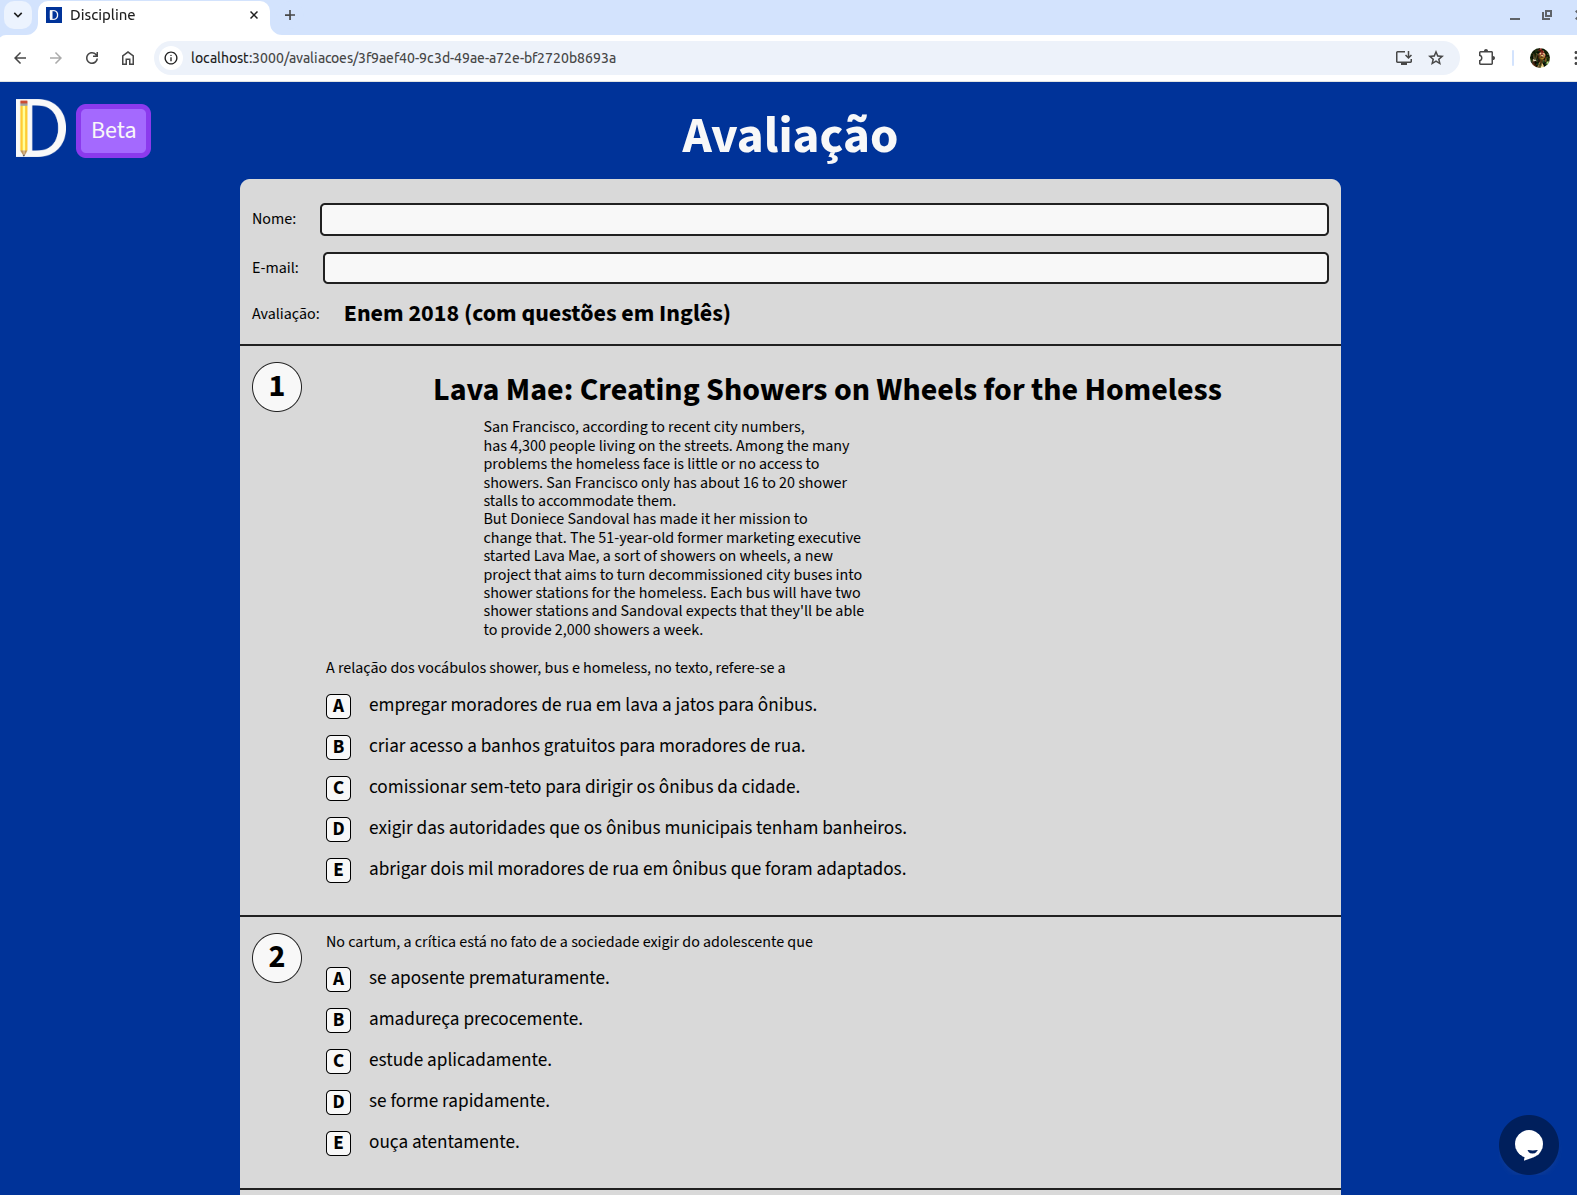 Discipline
localhost:3000/avaliacoes/3f9aef40-9c3d-49ae-a72e-bf2720b8693a
D Beta
Avaliação
Nome:
E-mail:
Avaliação: Enem 2018 (com questões em Inglês)
1
Lava Mae: Creating Showers on Wheels for the Homeless
San Francisco, according to recent city numbers,
has 4,300 people living on the streets. Among the many
problems the homeless face is little or no access to
showers. San Francisco only has about 16 to 20 shower
stalls to accommodate them.
But Doniece Sandoval has made it her mission to
change that. The 51-year-old former marketing executive
started Lava Mae, a sort of showers on wheels, a new
project that aims to turn decommissioned city buses into
shower stations for the homeless. Each bus will have two
shower stations and Sandoval expects that they'll be able
to provide 2,000 showers a week.
A relação dos vocábulos shower, bus e homeless, no texto, refere-se a
A empregar moradores de rua em lava a jatos para ônibus.
B criar acesso a banhos gratuitos para moradores de rua.
C comissionar sem-teto para dirigir os ônibus da cidade.
D exigir das autoridades que os ônibus municipais tenham banheiros.
E abrigar dois mil moradores de rua em ônibus que foram adaptados.
2
No cartum, a crítica está no fato de a sociedade exigir do adolescente que
A se aposente prematuramente.
B amadureça precocemente.
C estude aplicadamente.
D se forme rapidamente.
E ouça atentamente.